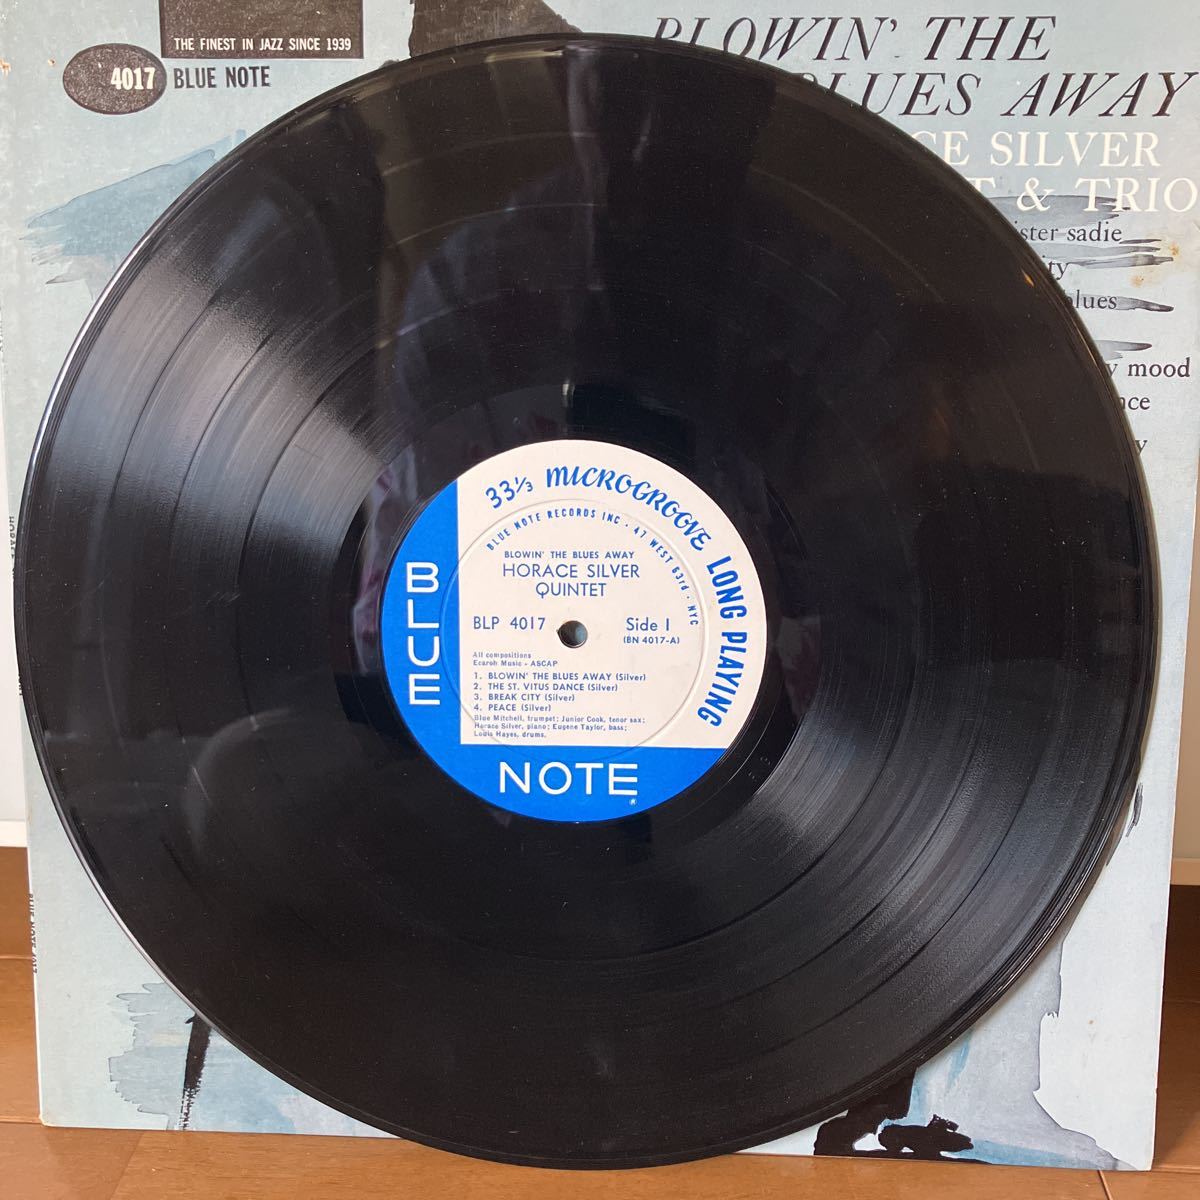 THE FINEST IN JAZZ SINCE 1939
4017 BLUE NOTE
BLOWIN' THE
BLUES AWAY
CE SILVER
T & TRIO
ister sadie
ity
blues
y mood
nce
y
33⅓ MICROGROOVE LONG PLAYING
BLUE NOTE RECORDS INC · 47 WEST 63rd · NYC
BLOWIN' THE BLUES AWAY
HORACE SILVER
QUINTET
BLP 4017 Side 1
(BN 4017-A)
All compositions
Ecaroh Music - ASCAP
1. BLOWIN' THE BLUES AWAY (Silver)
2. THE ST. VITUS DANCE (Silver)
3. BREAK CITY (Silver)
4. PEACE (Silver)
Blue Mitchell, trumpet; Junior Cook, tenor sax;
Horace Silver, piano; Eugene Taylor, bass;
Louis Hayes, drums.
BLUE
NOTE®
BLUE NOTE 4017